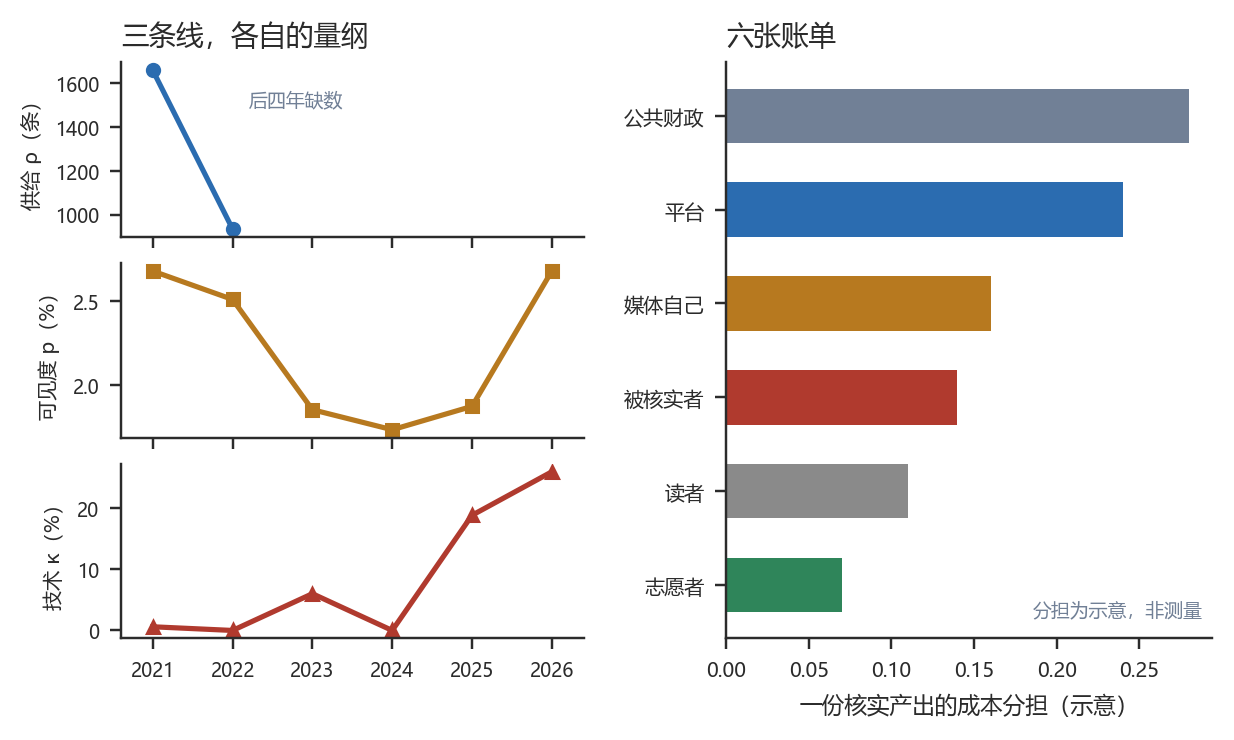 三条线，各自的量纲
供给 ρ（条）
1600
1400
1200
1000
后四年缺数
可见度 p（%）
2.5
2.0
技术 κ（%）
20
10
0
2021 2022 2023 2024 2025 2026
六张账单
公共财政
平台
媒体自己
被核实者
读者
志愿者
分担为示意，非测量
0.00 0.05 0.10 0.15 0.20 0.25
一份核实产出的成本分担（示意）